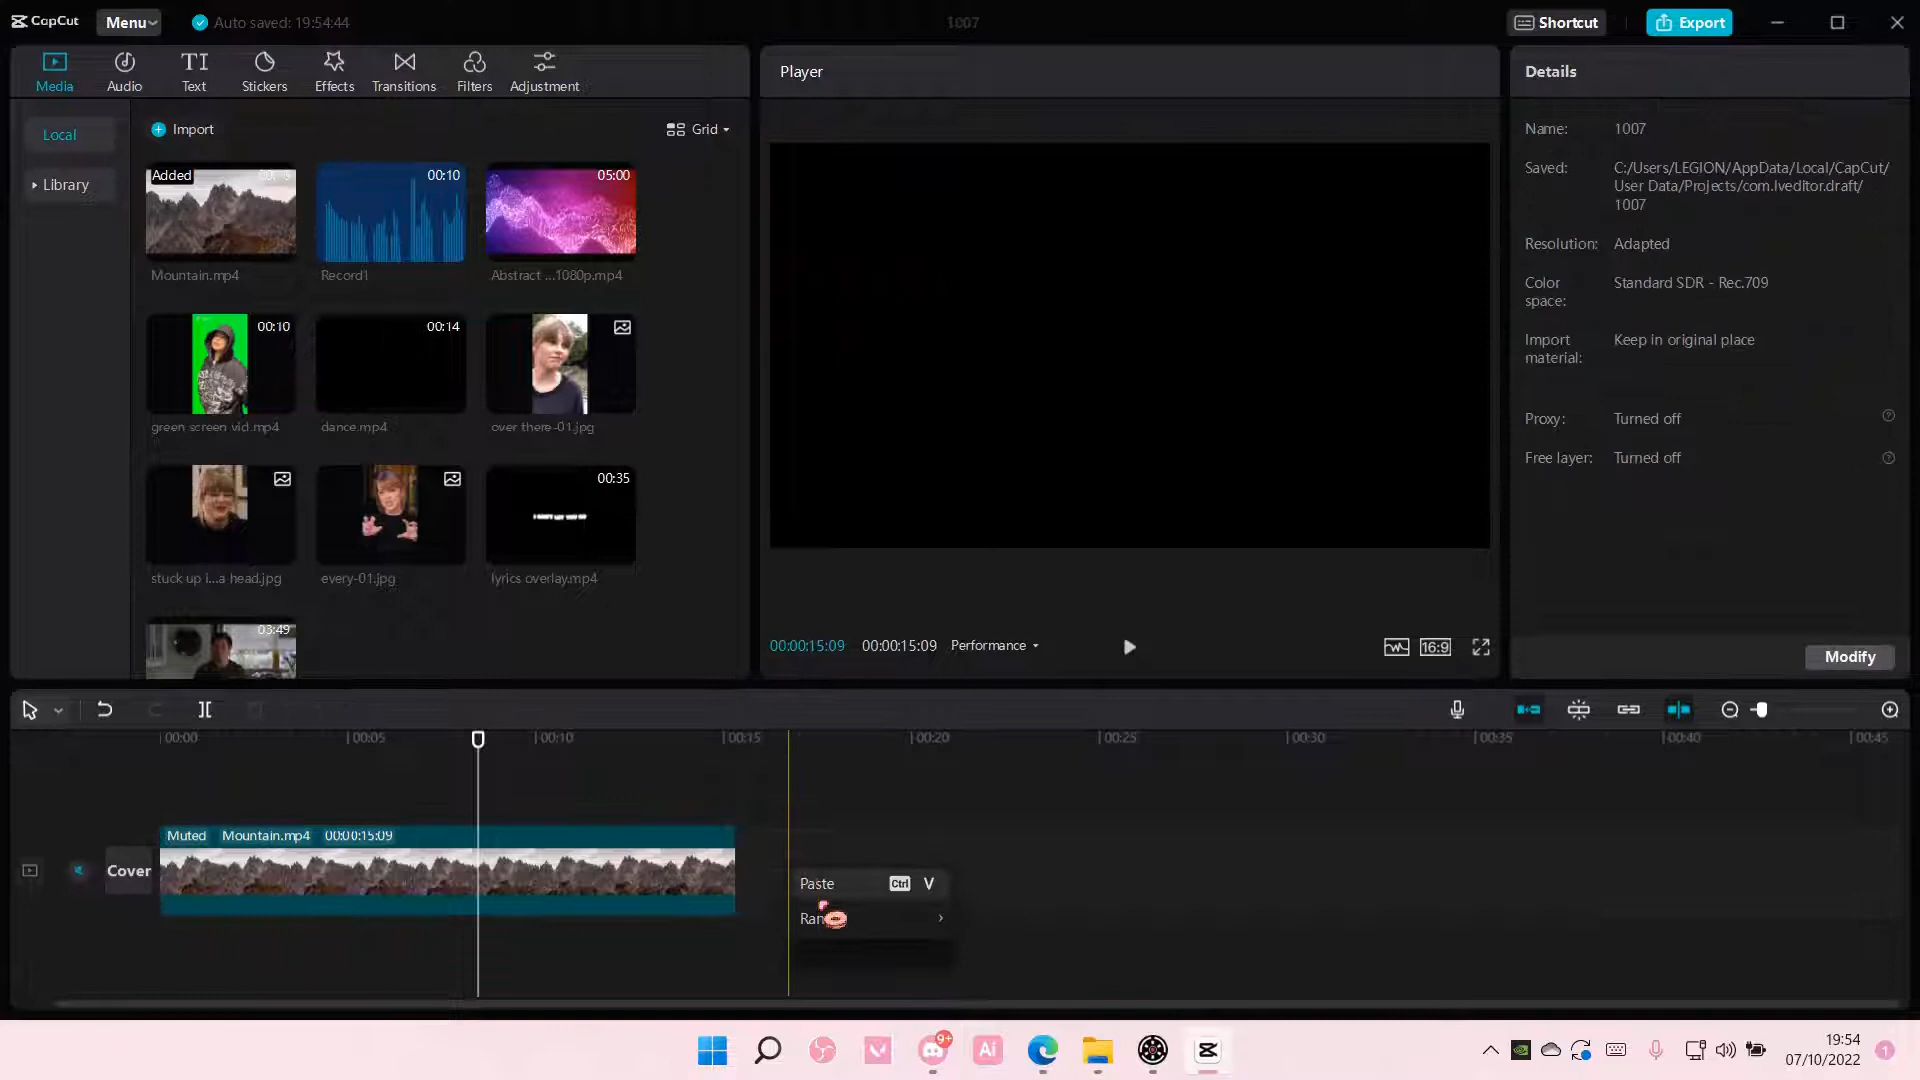 CapCut
Menu
Auto saved: 19:54:44
1007
Shortcut
Export
Media
Audio
Text
Stickers
Effects
Transitions
Filters
Adjustment
Player
Details
Local
Library
Import
Grid
Added
Mountain.mp4
00:10
Record1
05:00
Abstract ...1080p.mp4
00:10
green screen vid.mp4
00:14
dance.mp4
over there-01.jpg
stuck up i...a head.jpg
every-01.jpg
00:35
lyrics overlay.mp4
03:49
00:00:15:09
00:00:15:09
Performance
16:9
Name: 1007
Saved: C:/Users/LEGION/AppData/Local/CapCut/
User Data/Projects/com.lveditor.draft/
1007
Resolution: Adapted
Color space: Standard SDR - Rec.709
Import material: Keep in original place
Proxy: Turned off
Free layer: Turned off
Modify
00:00 00:05 00:10 00:15 00:20 00:25 00:30 00:35 00:40 00:45
Muted Mountain.mp4 00:00:15:09
Cover
Paste Ctrl V
9+
Ai
19:54
07/10/2022
1